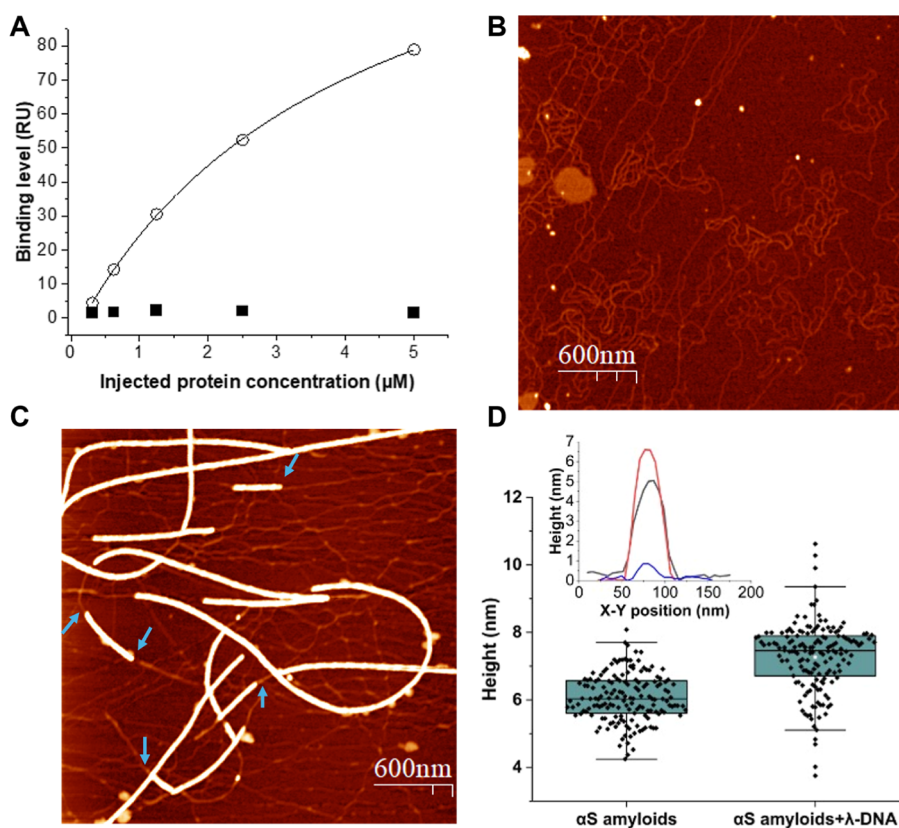 A
80
70
60
50
40
30
20
10
0
Binding level (RU)
0 1 2 3 4 5
Injected protein concentration (µM)
B
600nm
C
600nm
D
7
6
5
4
3
2
1
0
Height (nm)
0 50 100 150 200
X-Y position (nm)
12
10
8
6
4
Height (nm)
αS amyloids αS amyloids+λ-DNA